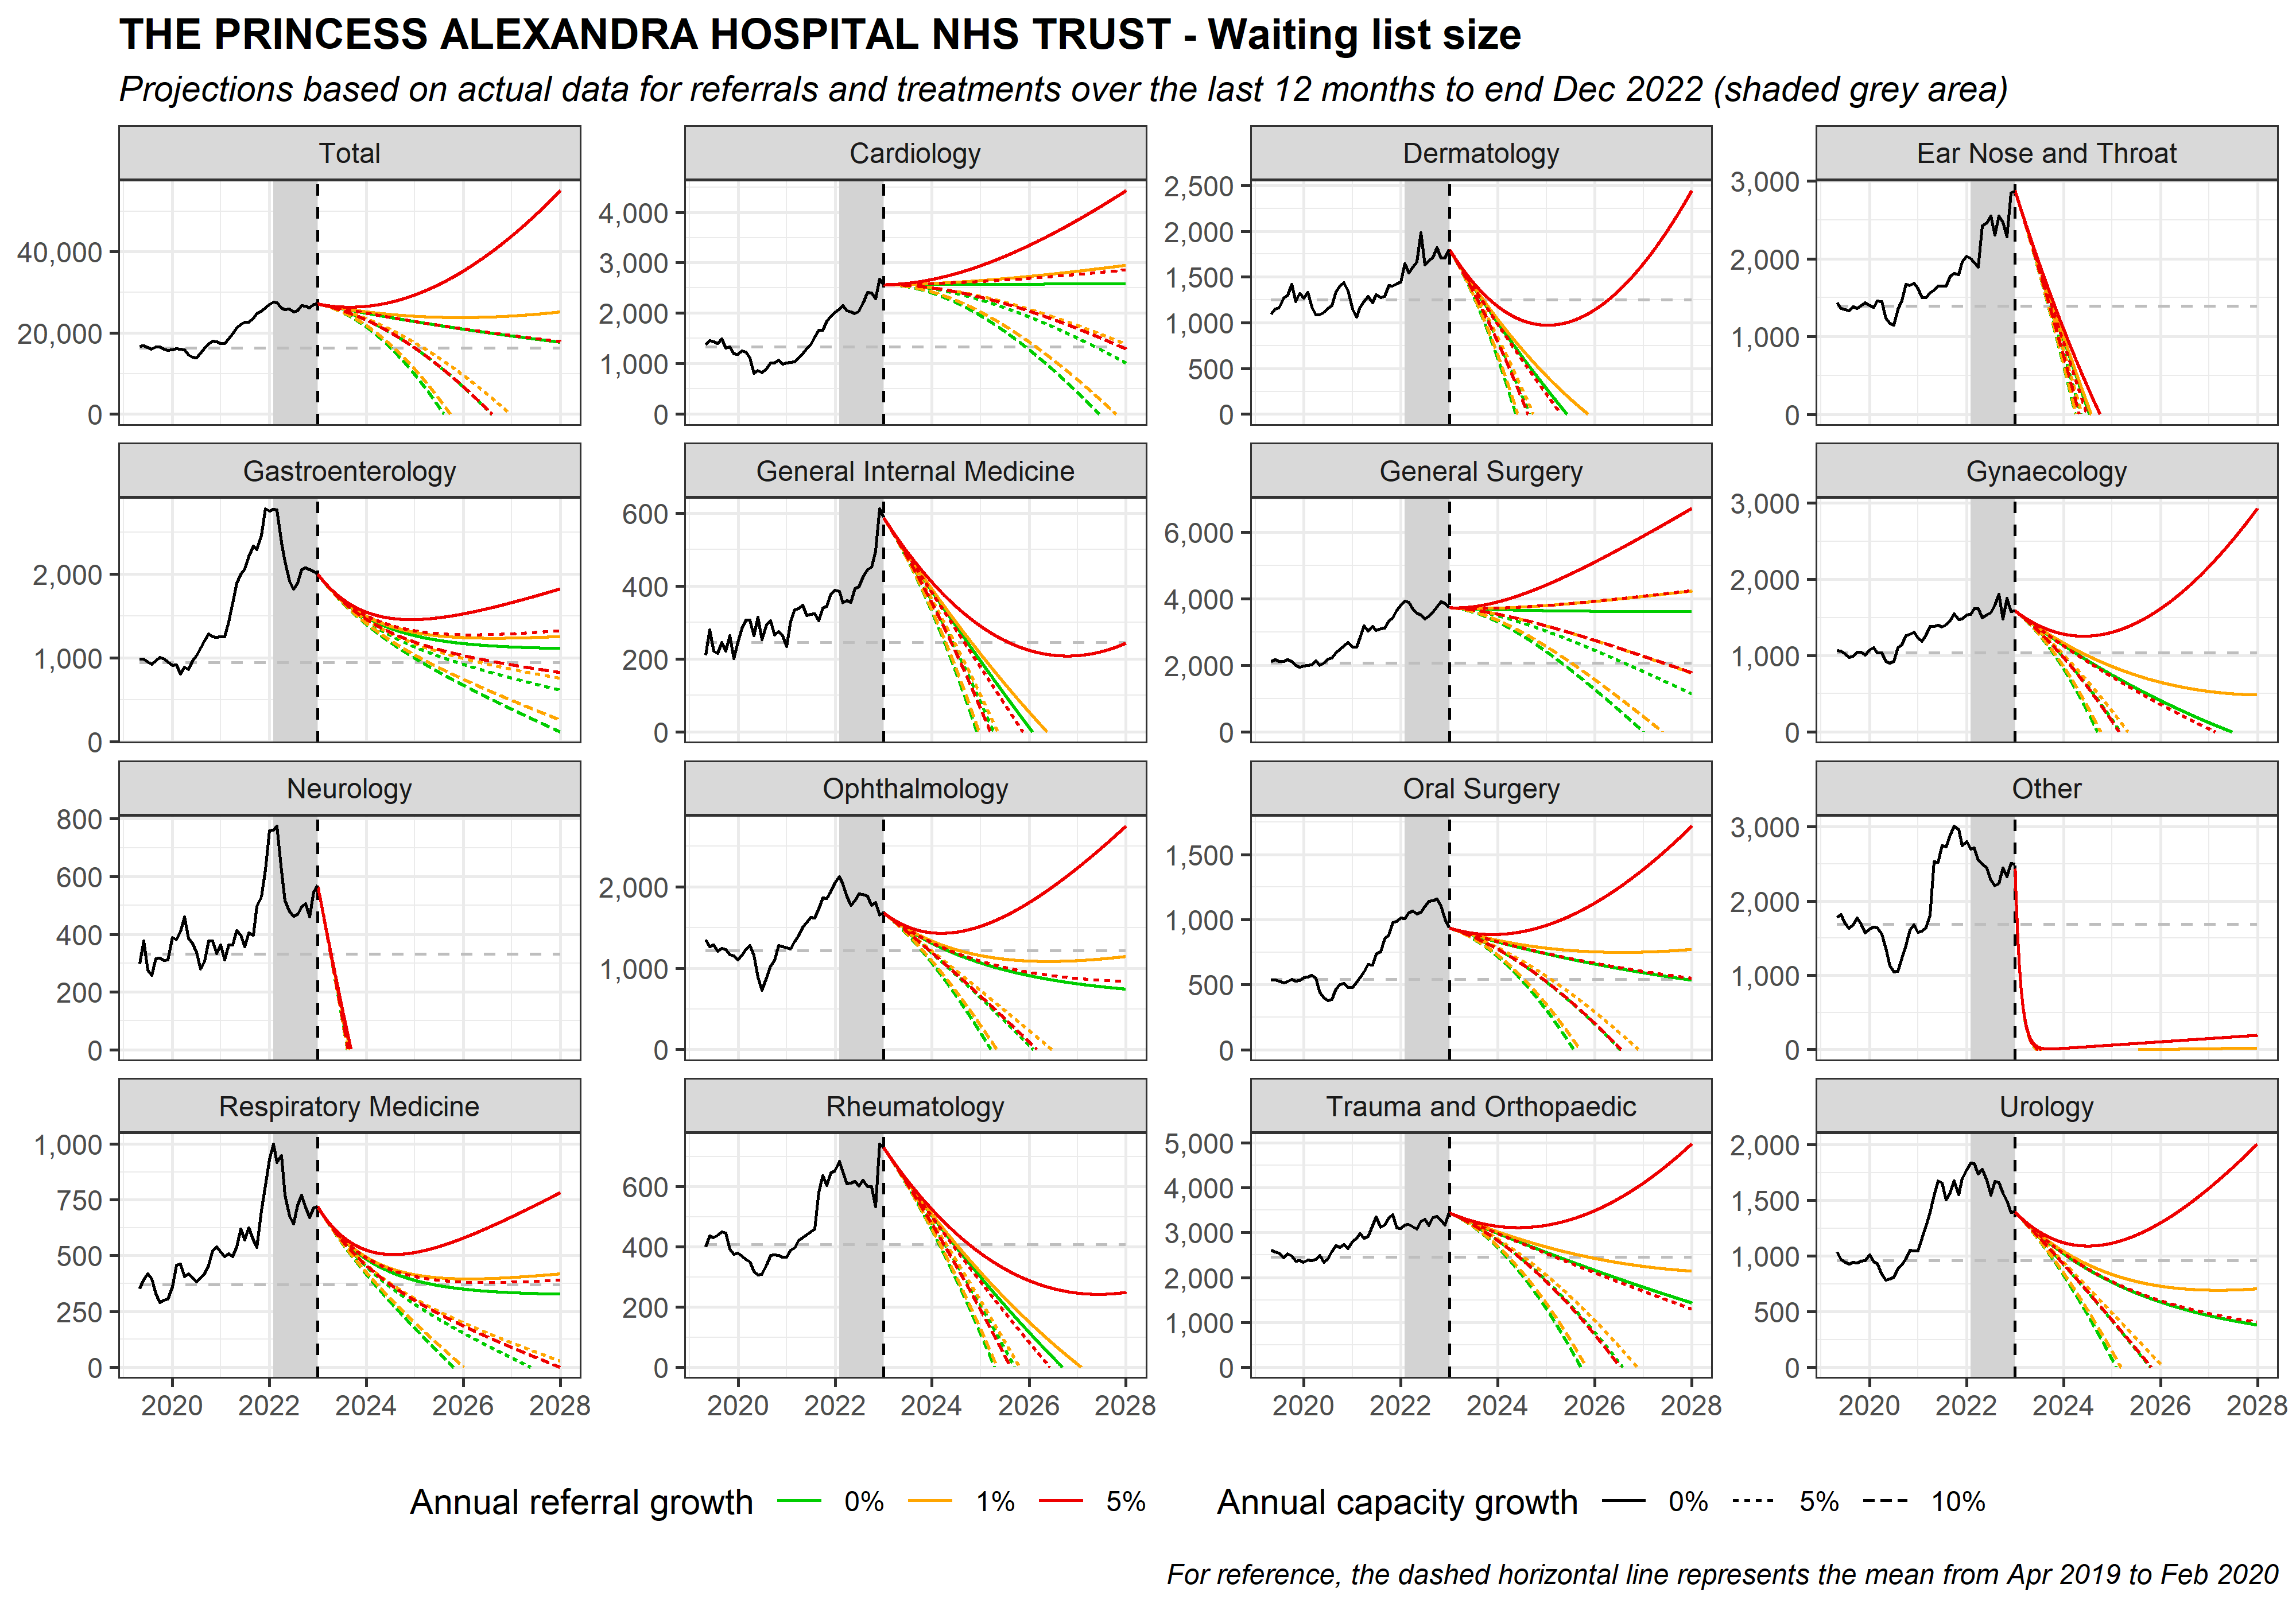 THE PRINCESS ALEXANDRA HOSPITAL NHS TRUST - Waiting list size
Projections based on actual data for referrals and treatments over the last 12 months to end Dec 2022 (shaded grey area)
Total
40,000
20,000
0
Cardiology
4,000
3,000
2,000
1,000
0
Dermatology
2,500
2,000
1,500
1,000
500
0
Ear Nose and Throat
3,000
2,000
1,000
0
Gastroenterology
2,000
1,000
0
General Internal Medicine
600
400
200
0
General Surgery
6,000
4,000
2,000
0
Gynaecology
3,000
2,000
1,000
0
Neurology
800
600
400
200
0
Ophthalmology
2,000
1,000
0
Oral Surgery
1,500
1,000
500
0
Other
3,000
2,000
1,000
0
Respiratory Medicine
1,000
750
500
250
0
2020 2022 2024 2026 2028
Rheumatology
600
400
200
0
2020 2022 2024 2026 2028
Trauma and Orthopaedic
5,000
4,000
3,000
2,000
1,000
0
2020 2022 2024 2026 2028
Urology
2,000
1,500
1,000
500
0
2020 2022 2024 2026 2028
Annual referral growth 0% 1% 5%
Annual capacity growth 0% 5% 10%
For reference, the dashed horizontal line represents the mean from Apr 2019 to Feb 2020